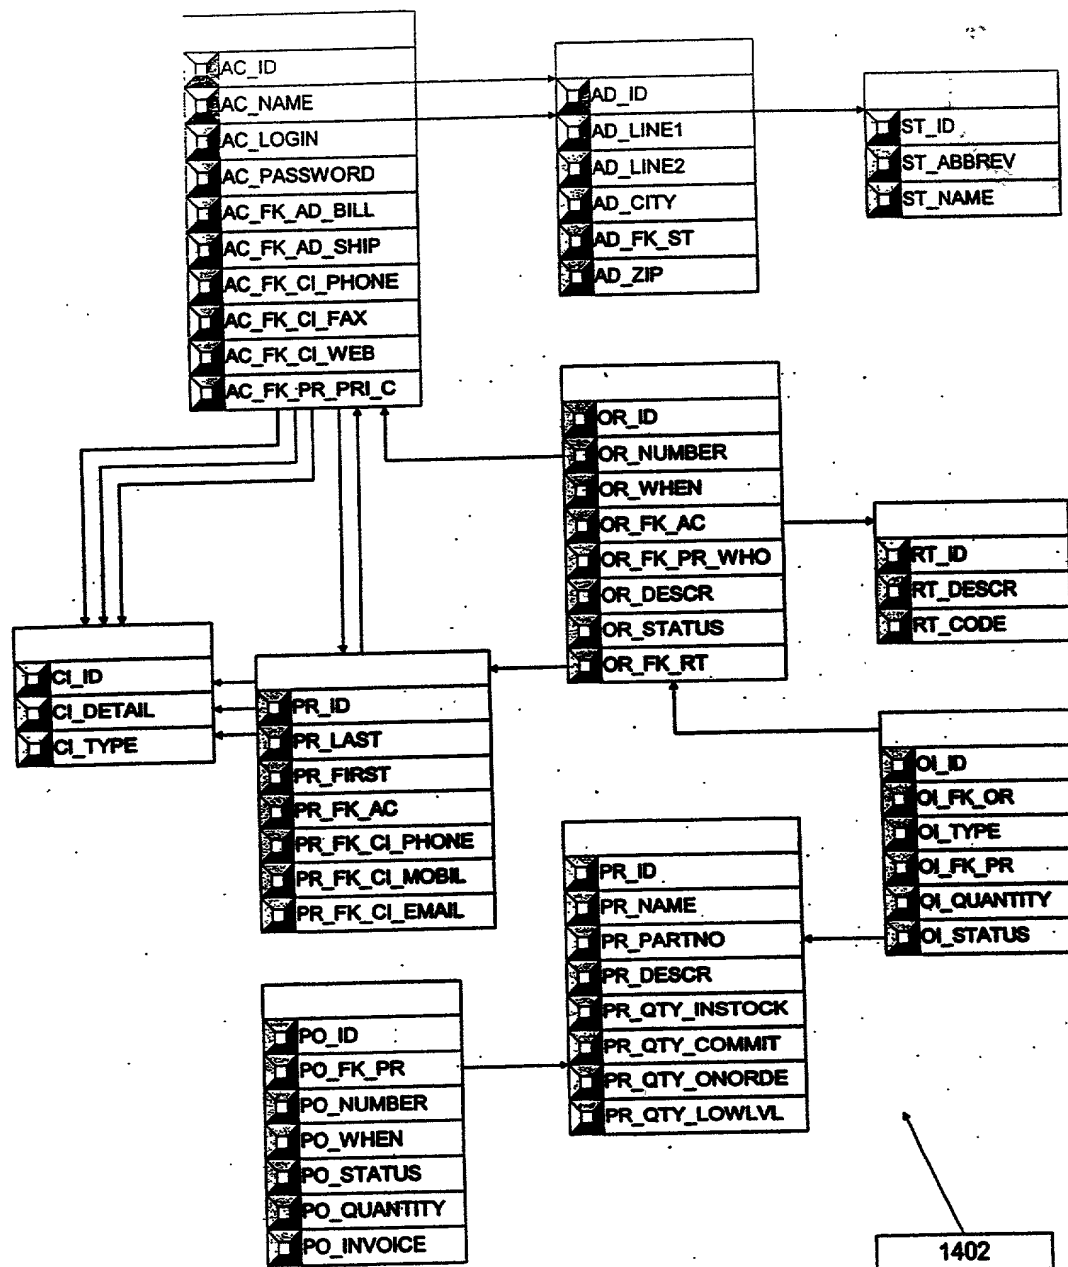 AC_ID
AC_NAME
AC_LOGIN
AC_PASSWORD
AC_FK_AD_BILL
AC_FK_AD_SHIP
AC_FK_CI_PHONE
AC_FK_CI_FAX
AC_FK_CI_WEB
AC_FK_PR_PRI_C
AD_ID
AD_LINE1
AD_LINE2
AD_CITY
AD_FK_ST
AD_ZIP
ST_ID
ST_ABBREV
ST_NAME
OR_ID
OR_NUMBER
OR_WHEN
OR_FK_AC
OR_FK_PR_WHO
OR_DESCR
OR_STATUS
OR_FK_RT
RT_ID
RT_DESCR
RT_CODE
CI_ID
CI_DETAIL
CI_TYPE
PR_ID
PR_LAST
PR_FIRST
PR_FK_AC
PR_FK_CI_PHONE
PR_FK_CI_MOBIL
PR_FK_CI_EMAIL
OI_ID
OI_FK_OR
OI_TYPE
OI_FK_PR
OI_QUANTITY
OI_STATUS
PR_ID
PR_NAME
PR_PARTNO
PR_DESCR
PR_QTY_INSTOCK
PR_QTY_COMMIT
PR_QTY_ONORDE
PR_QTY_LOWLVL
PO_ID
PO_FK_PR
PO_NUMBER
PO_WHEN
PO_STATUS
PO_QUANTITY
PO_INVOICE
1402